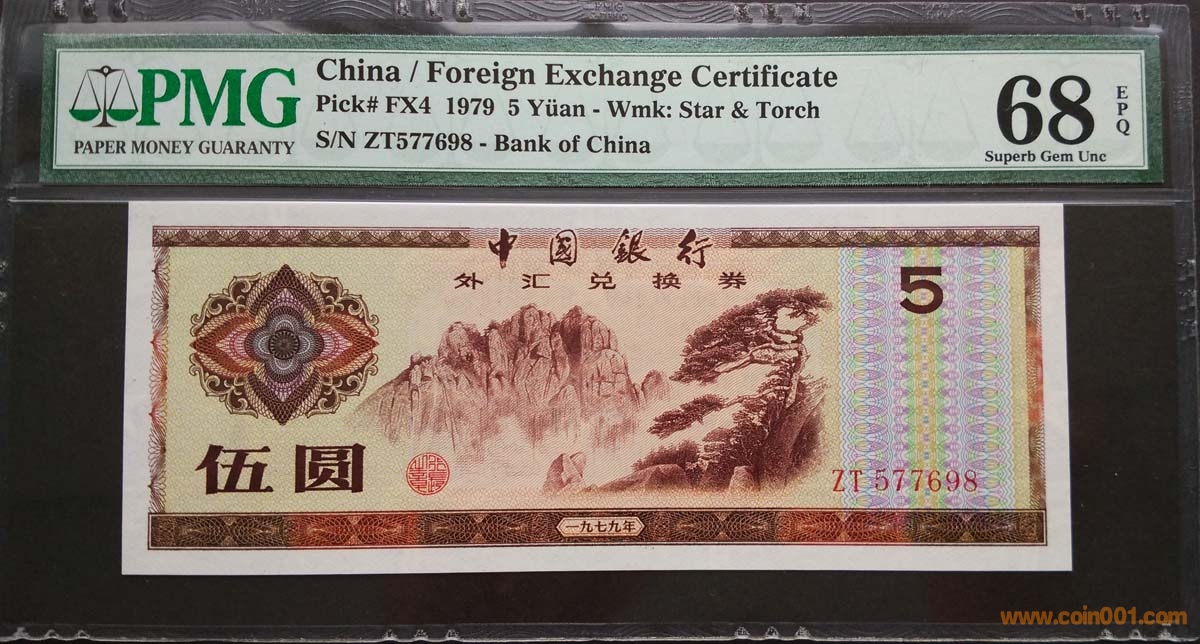 PMG
PAPER MONEY GUARANTY
China / Foreign Exchange Certificate
Pick# FX4 1979 5 Yüan - Wmk: Star & Torch
S/N ZT577698 - Bank of China
68
EPQ
Superb Gem Unc
中國銀行
外汇兑换券
5
伍圆
ZT 577698
一九七九年
www.coin001.com